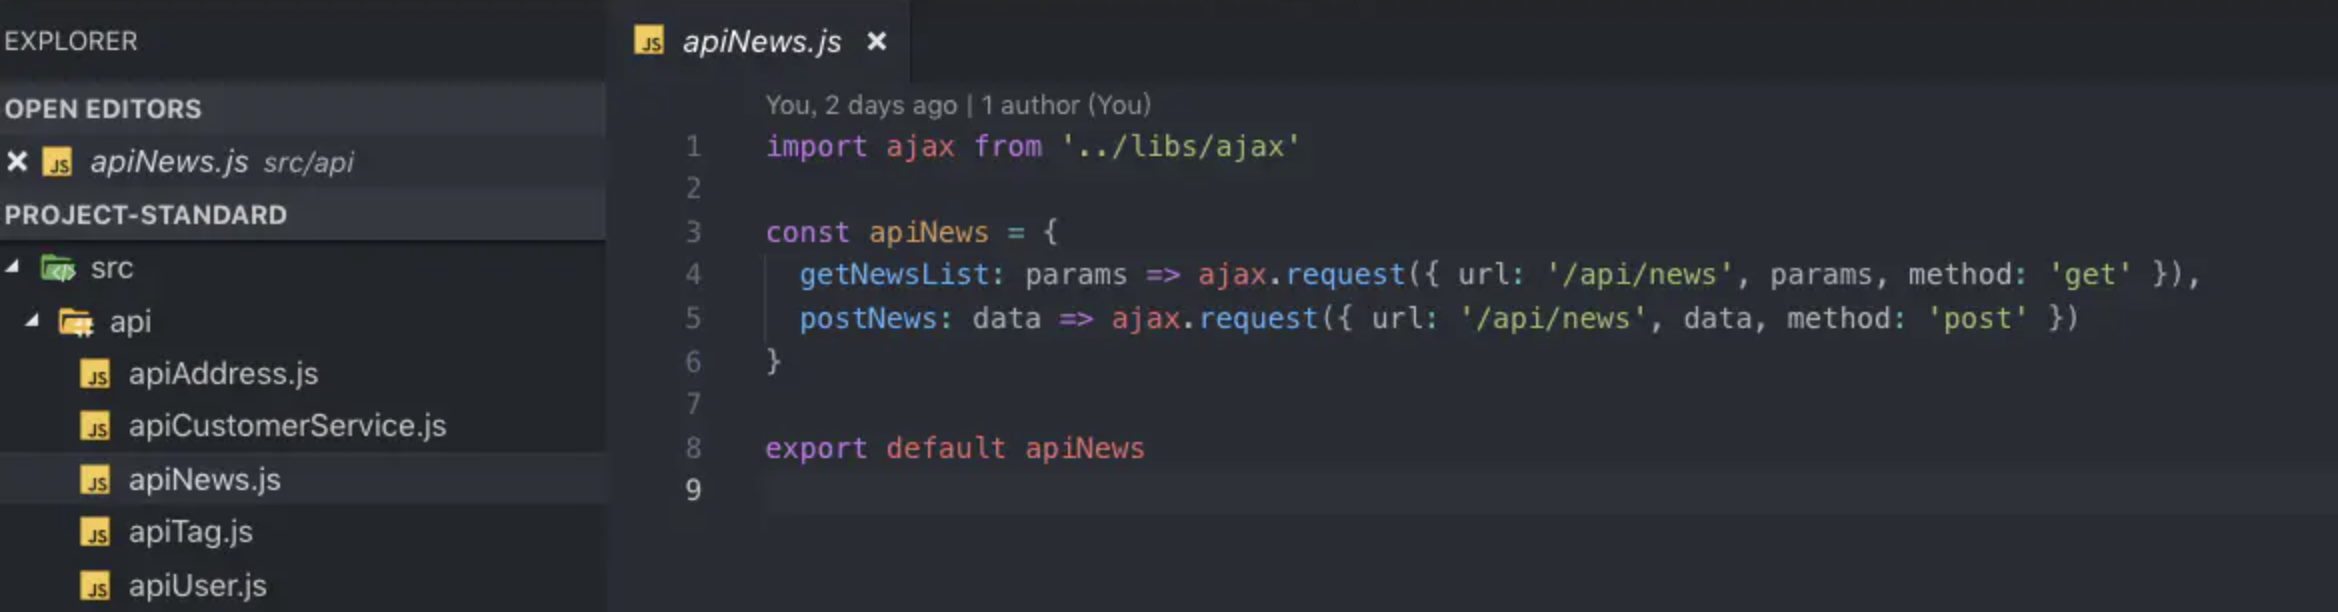 EXPLORER
OPEN EDITORS
JS apiNews.js src/api
PROJECT-STANDARD
src
api
JS apiAddress.js
JS apiCustomerService.js
JS apiNews.js
JS apiTag.js
JS apiUser.js
JS apiNews.js
You, 2 days ago | 1 author (You)
1 import ajax from '../libs/ajax'
2
3 const apiNews = {
4   getNewsList: params => ajax.request({ url: '/api/news', params, method: 'get' }),
5   postNews: data => ajax.request({ url: '/api/news', data, method: 'post' })
6 }
7
8 export default apiNews
9